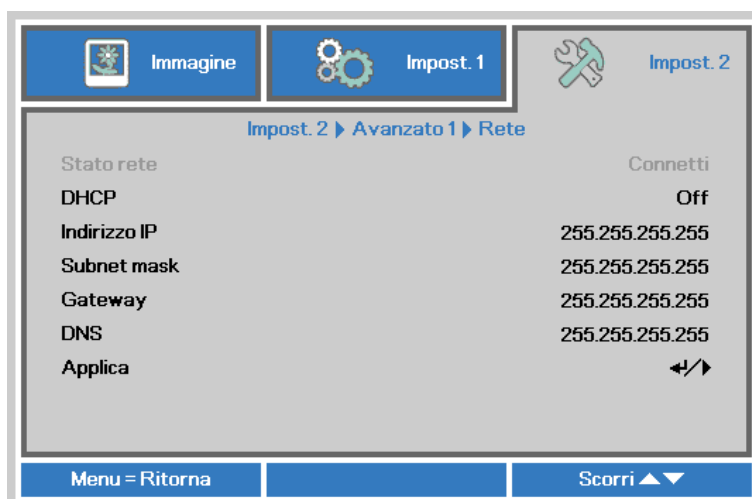 Immagine
Impost. 1
Impost. 2
Impost. 2 ▶ Avanzato 1 ▶ Rete
Stato rete Connetti
DHCP Off
Indirizzo IP 255.255.255.255
Subnet mask 255.255.255.255
Gateway 255.255.255.255
DNS 255.255.255.255
Applica ↵/▶
Menu = Ritorna
Scorri ▲▼